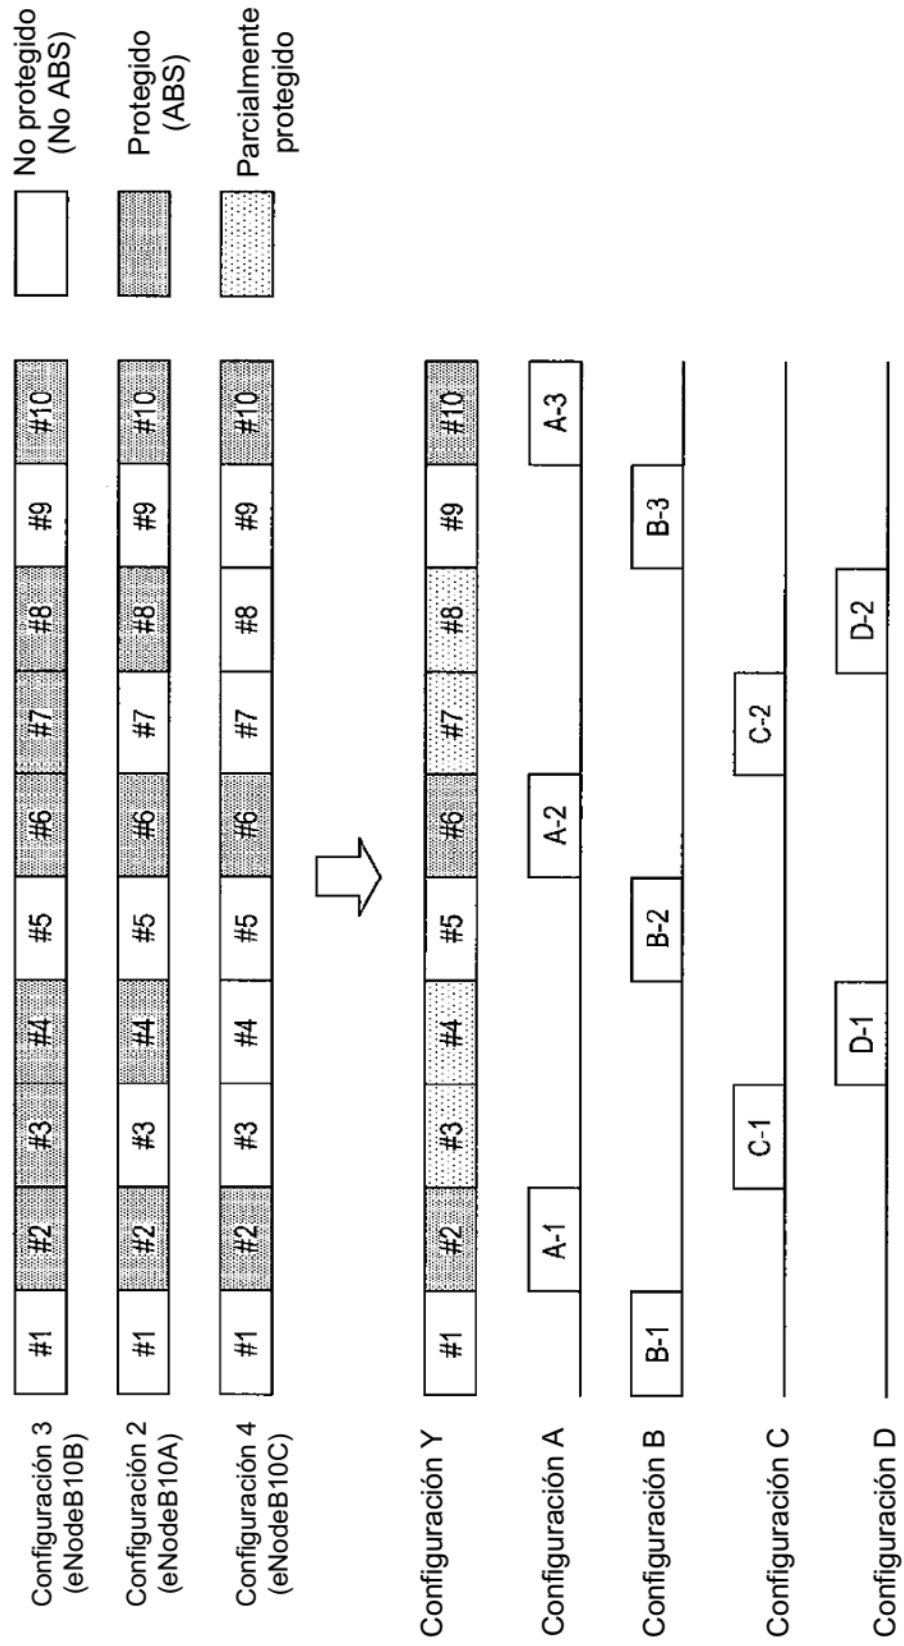 No protegido
(No ABS)
Protegido
(ABS)
Parcialmente
protegido
Configuración 3
(eNodeB10B)
#1 #2 #3 #4 #5 #6 #7 #8 #9 #10
Configuración 2
(eNodeB10A)
#1 #2 #3 #4 #5 #6 #7 #8 #9 #10
Configuración 4
(eNodeB10C)
#1 #2 #3 #4 #5 #6 #7 #8 #9 #10
Configuración Y
#1 #2 #3 #4 #5 #6 #7 #8 #9 #10
Configuración A
A-1 A-2 A-3
Configuración B
B-1 B-2 B-3
Configuración C
C-1 C-2
Configuración D
D-1 D-2